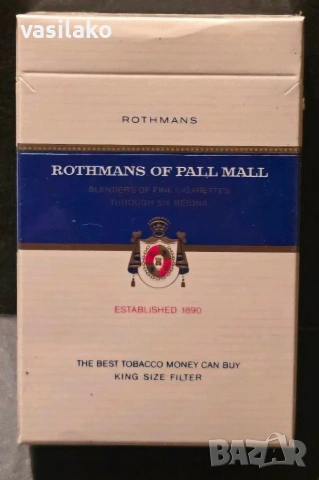 vasilako
ROTHMANS
ROTHMANS OF PALL MALL
BLENDERS OF FINE CIGARETTES
THROUGH SIX REIGNS
ESTABLISHED 1890
THE BEST TOBACCO MONEY CAN BUY
KING SIZE FILTER
BAZAR
bg